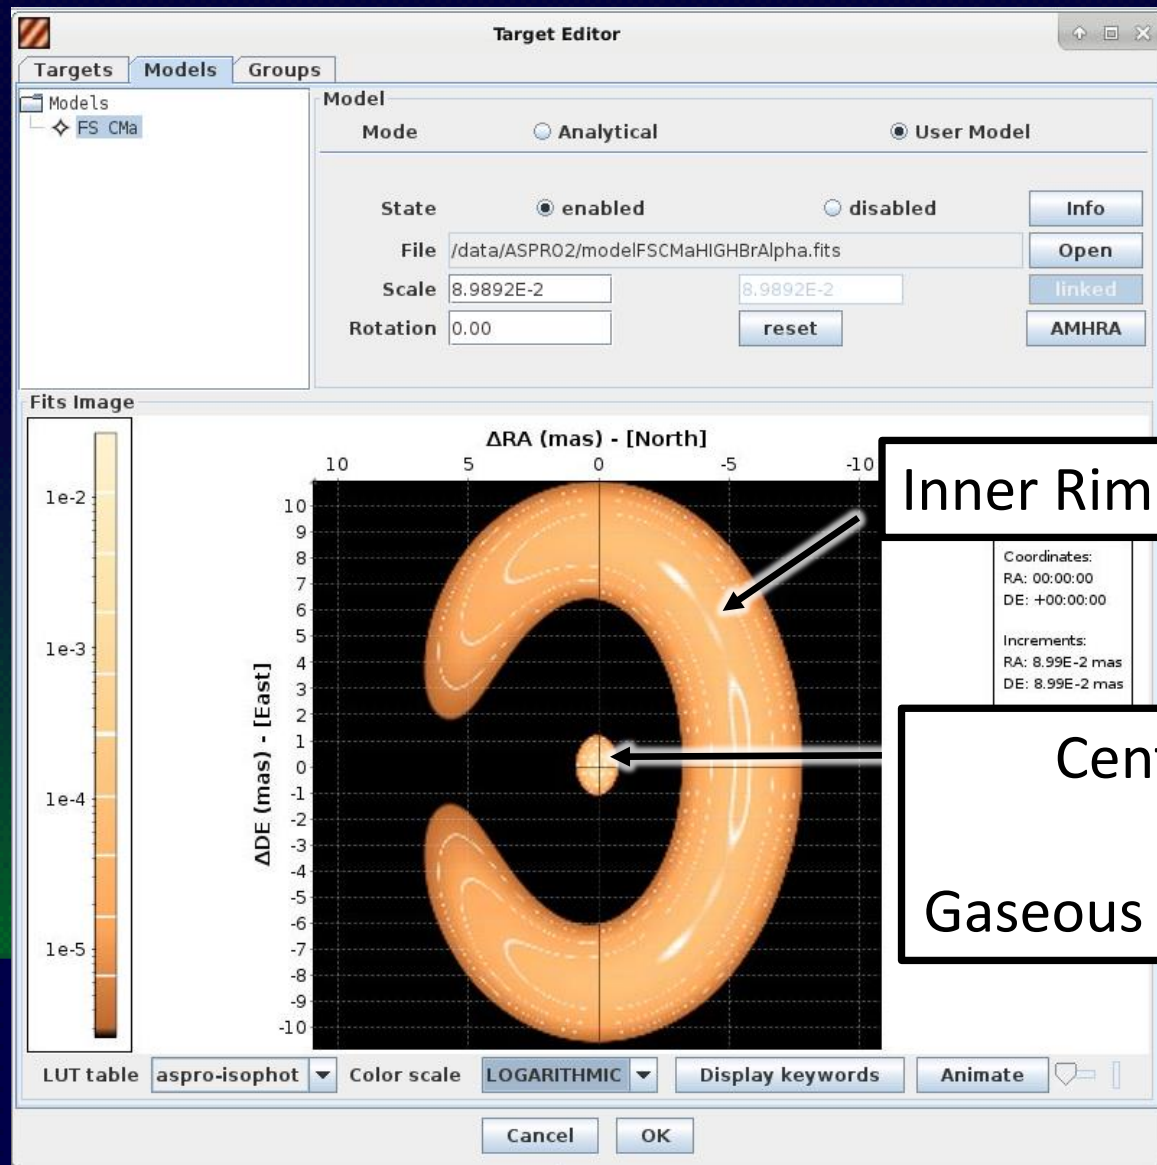 Target Editor
Targets Models Groups
Models
FS CMa
Model
Mode Analytical User Model
State enabled disabled Info
File /data/ASPRO2/modelFSCMaHIGHBrAlpha.fits Open
Scale 8.9892E-2 8.9892E-2 linked
Rotation 0.00 reset AMHRA
Fits Image
ΔRA (mas) - [North]
10 5 0 -5 -10
1e-2
1e-3
1e-4
1e-5
ΔDE (mas) - [East]
10
9
8
7
6
5
4
3
2
1
0
-1
-2
-3
-4
-5
-6
-7
-8
-9
-10
Inner Rim
Coordinates:
RA: 00:00:00
DE: +00:00:00
Increments:
RA: 8.99E-2 mas
DE: 8.99E-2 mas
Cent
Gaseous
LUT table aspro-isophot Color scale LOGARITHMIC Display keywords Animate
Cancel OK